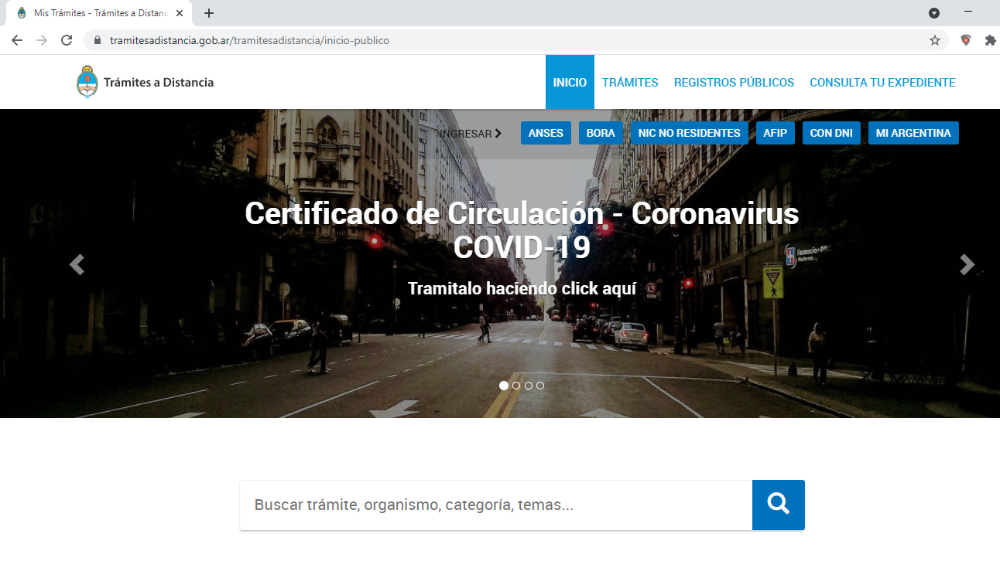 Mis Trámites - Trámites a Distanc
tramitesadistancia.gob.ar/tramitesadistancia/inicio-publico
Trámites a Distancia
INICIO
TRÁMITES
REGISTROS PÚBLICOS
CONSULTA TU EXPEDIENTE
INGRESAR
ANSES
BORA
NIC NO RESIDENTES
AFIP
CON DNI
MI ARGENTINA
Certificado de Circulación - Coronavirus
COVID-19
Tramitalo haciendo click aquí
Farmacia
Buscar trámite, organismo, categoría, temas...